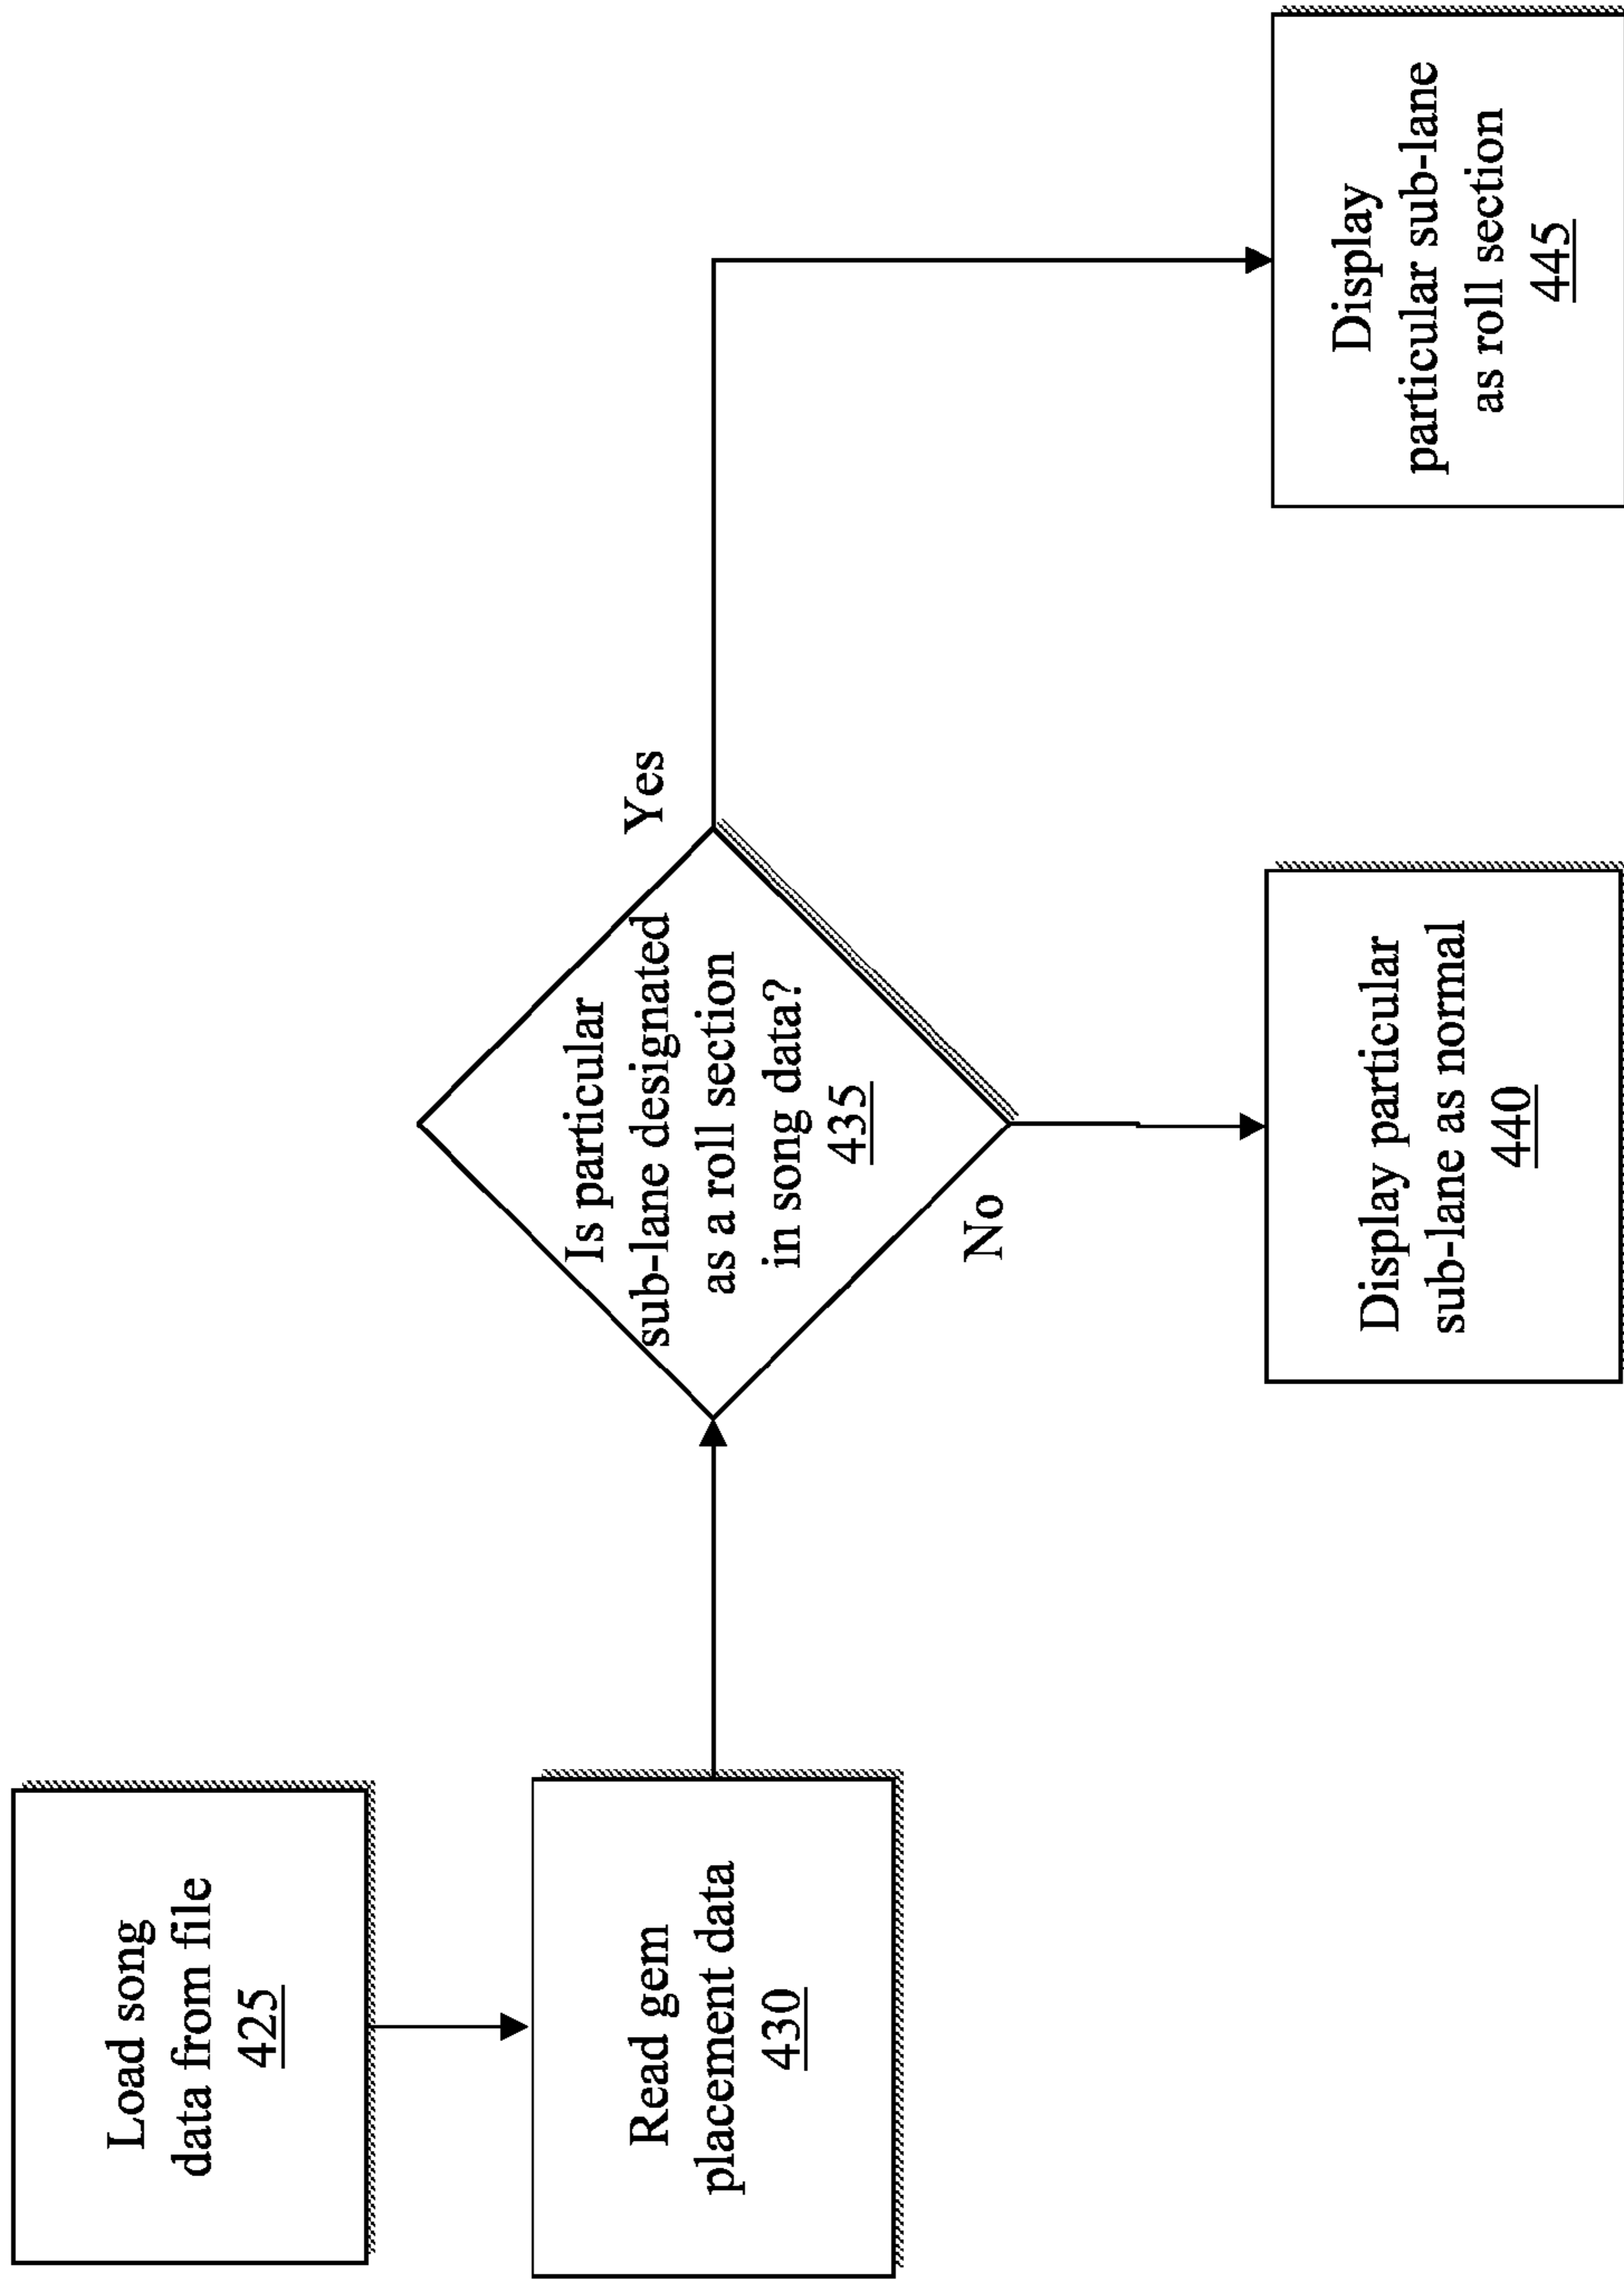 Load song
data from file
425
Read gem
placement data
430
Is particular
sub-lane designated
as a roll section
in song data?
435
Yes
No
Display particular
sub-lane as normal
440
Display
particular sub-lane
as roll section
445